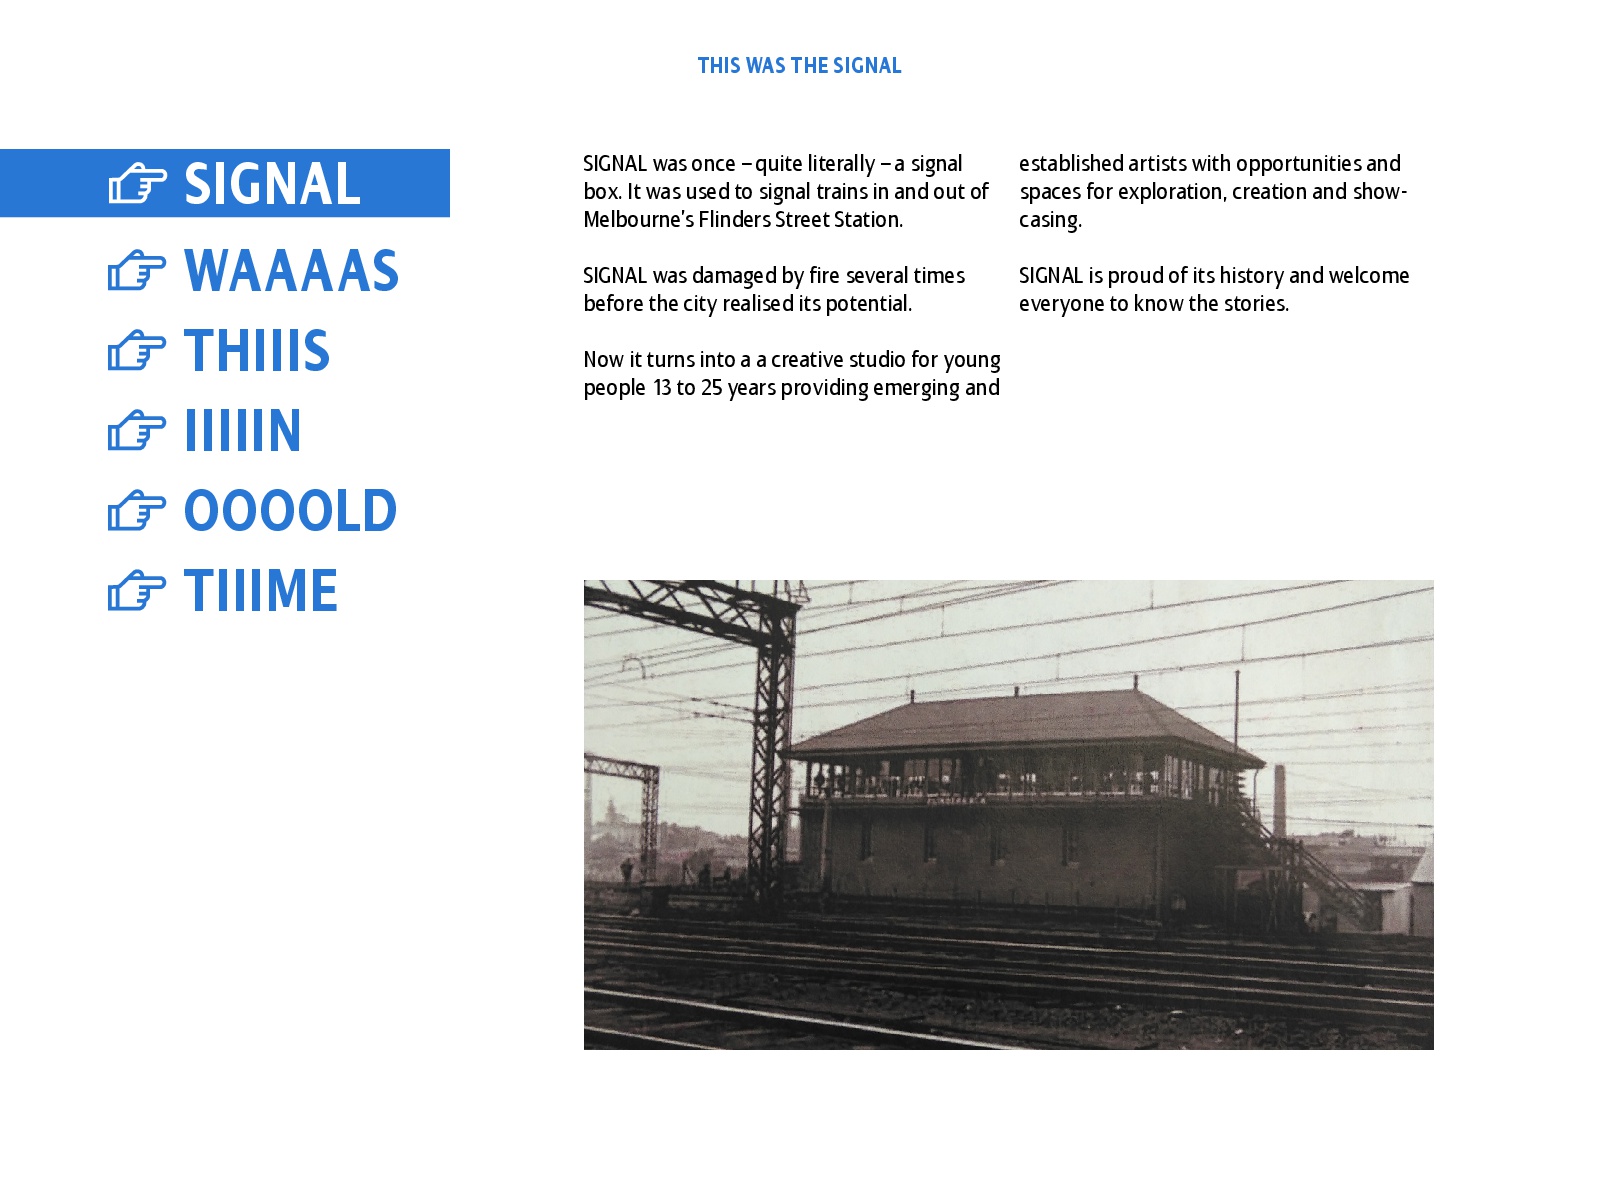 THIS WAS THE SIGNAL
SIGNAL
WAAAAS
THIIIS
IIIIIN
OOOOLD
TIIIME
SIGNAL was once – quite literally – a signal
box. It was used to signal trains in and out of
Melbourne's Flinders Street Station.
SIGNAL was damaged by fire several times
before the city realised its potential.
Now it turns into a a creative studio for young
people 13 to 25 years providing emerging and
established artists with opportunities and
spaces for exploration, creation and show-
casing.
SIGNAL is proud of its history and welcome
everyone to know the stories.